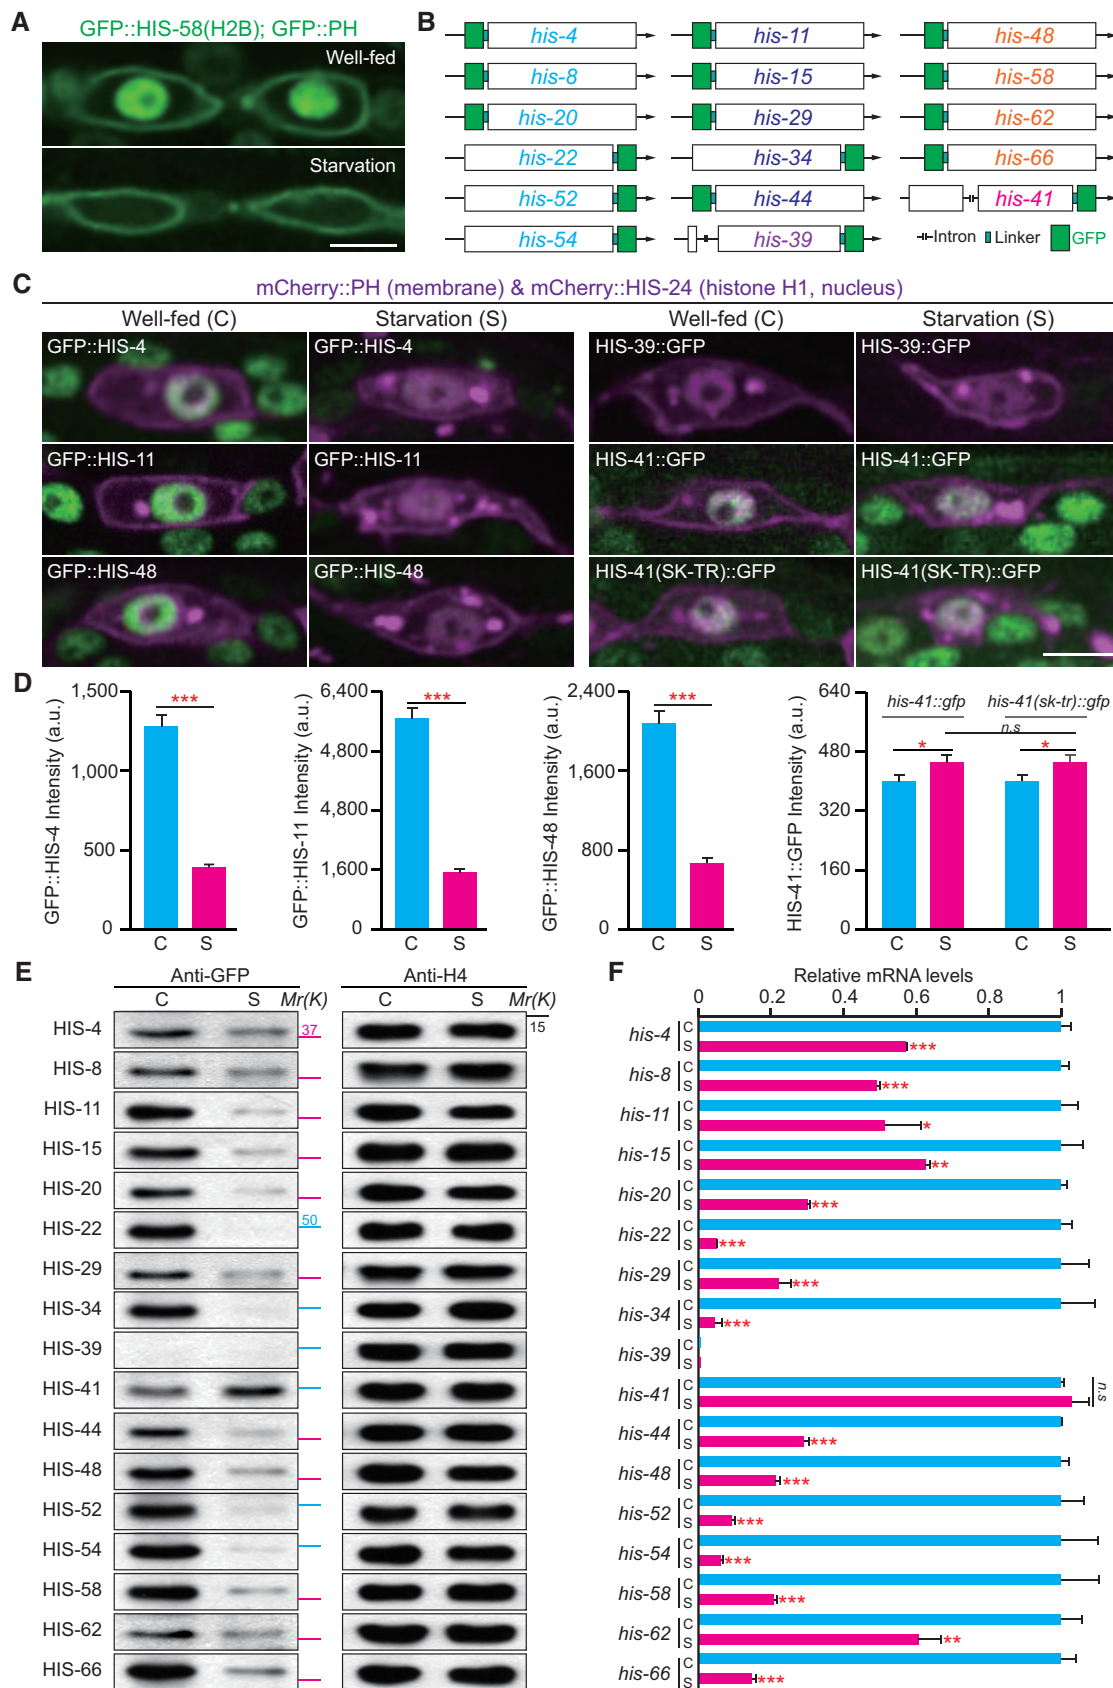 A
GFP::HIS-58(H2B); GFP::PH
Well-fed
Starvation
B
his-4
his-11
his-48
his-8
his-15
his-58
his-20
his-29
his-62
his-22
his-34
his-66
his-52
his-44
his-41
his-54
his-39
Intron
Linker
GFP
C
mCherry::PH (membrane) & mCherry::HIS-24 (histone H1, nucleus)
Well-fed (C)
Starvation (S)
Well-fed (C)
Starvation (S)
GFP::HIS-4
GFP::HIS-4
HIS-39::GFP
HIS-39::GFP
GFP::HIS-11
GFP::HIS-11
HIS-41::GFP
HIS-41::GFP
GFP::HIS-48
GFP::HIS-48
HIS-41(SK-TR)::GFP
HIS-41(SK-TR)::GFP
D
GFP::HIS-4 Intensity (a.u.)
1,500
1,000
500
0
***
C S
GFP::HIS-11 Intensity (a.u.)
6,400
4,800
4,800
1,600
0
***
C S
GFP::HIS-48 Intensity (a.u.)
2,400
1,600
800
0
***
C S
HIS-41::GFP Intensity (a.u.)
640
480
320
160
0
his-41::gfp
his-41(sk-tr)::gfp
n.s
*
*
C S C S
E
Anti-GFP
Anti-H4
C S Mr(K)
C S Mr(K)
HIS-4
37
15
HIS-8
HIS-11
HIS-15
HIS-20
HIS-22
50
HIS-29
HIS-34
HIS-39
HIS-41
HIS-44
HIS-48
HIS-52
HIS-54
HIS-58
HIS-62
HIS-66
F
Relative mRNA levels
0 0.2 0.4 0.6 0.8 1
his-4 C
S ***
his-8 C
S ***
his-11 C
S *
his-15 C
S **
his-20 C
S ***
his-22 C
S ***
his-29 C
S ***
his-34 C
S ***
his-39 C
S
his-41 C
S
n.s
his-44 C
S ***
his-48 C
S ***
his-52 C
S ***
his-54 C
S ***
his-58 C
S ***
his-62 C
S **
his-66 C
S ***